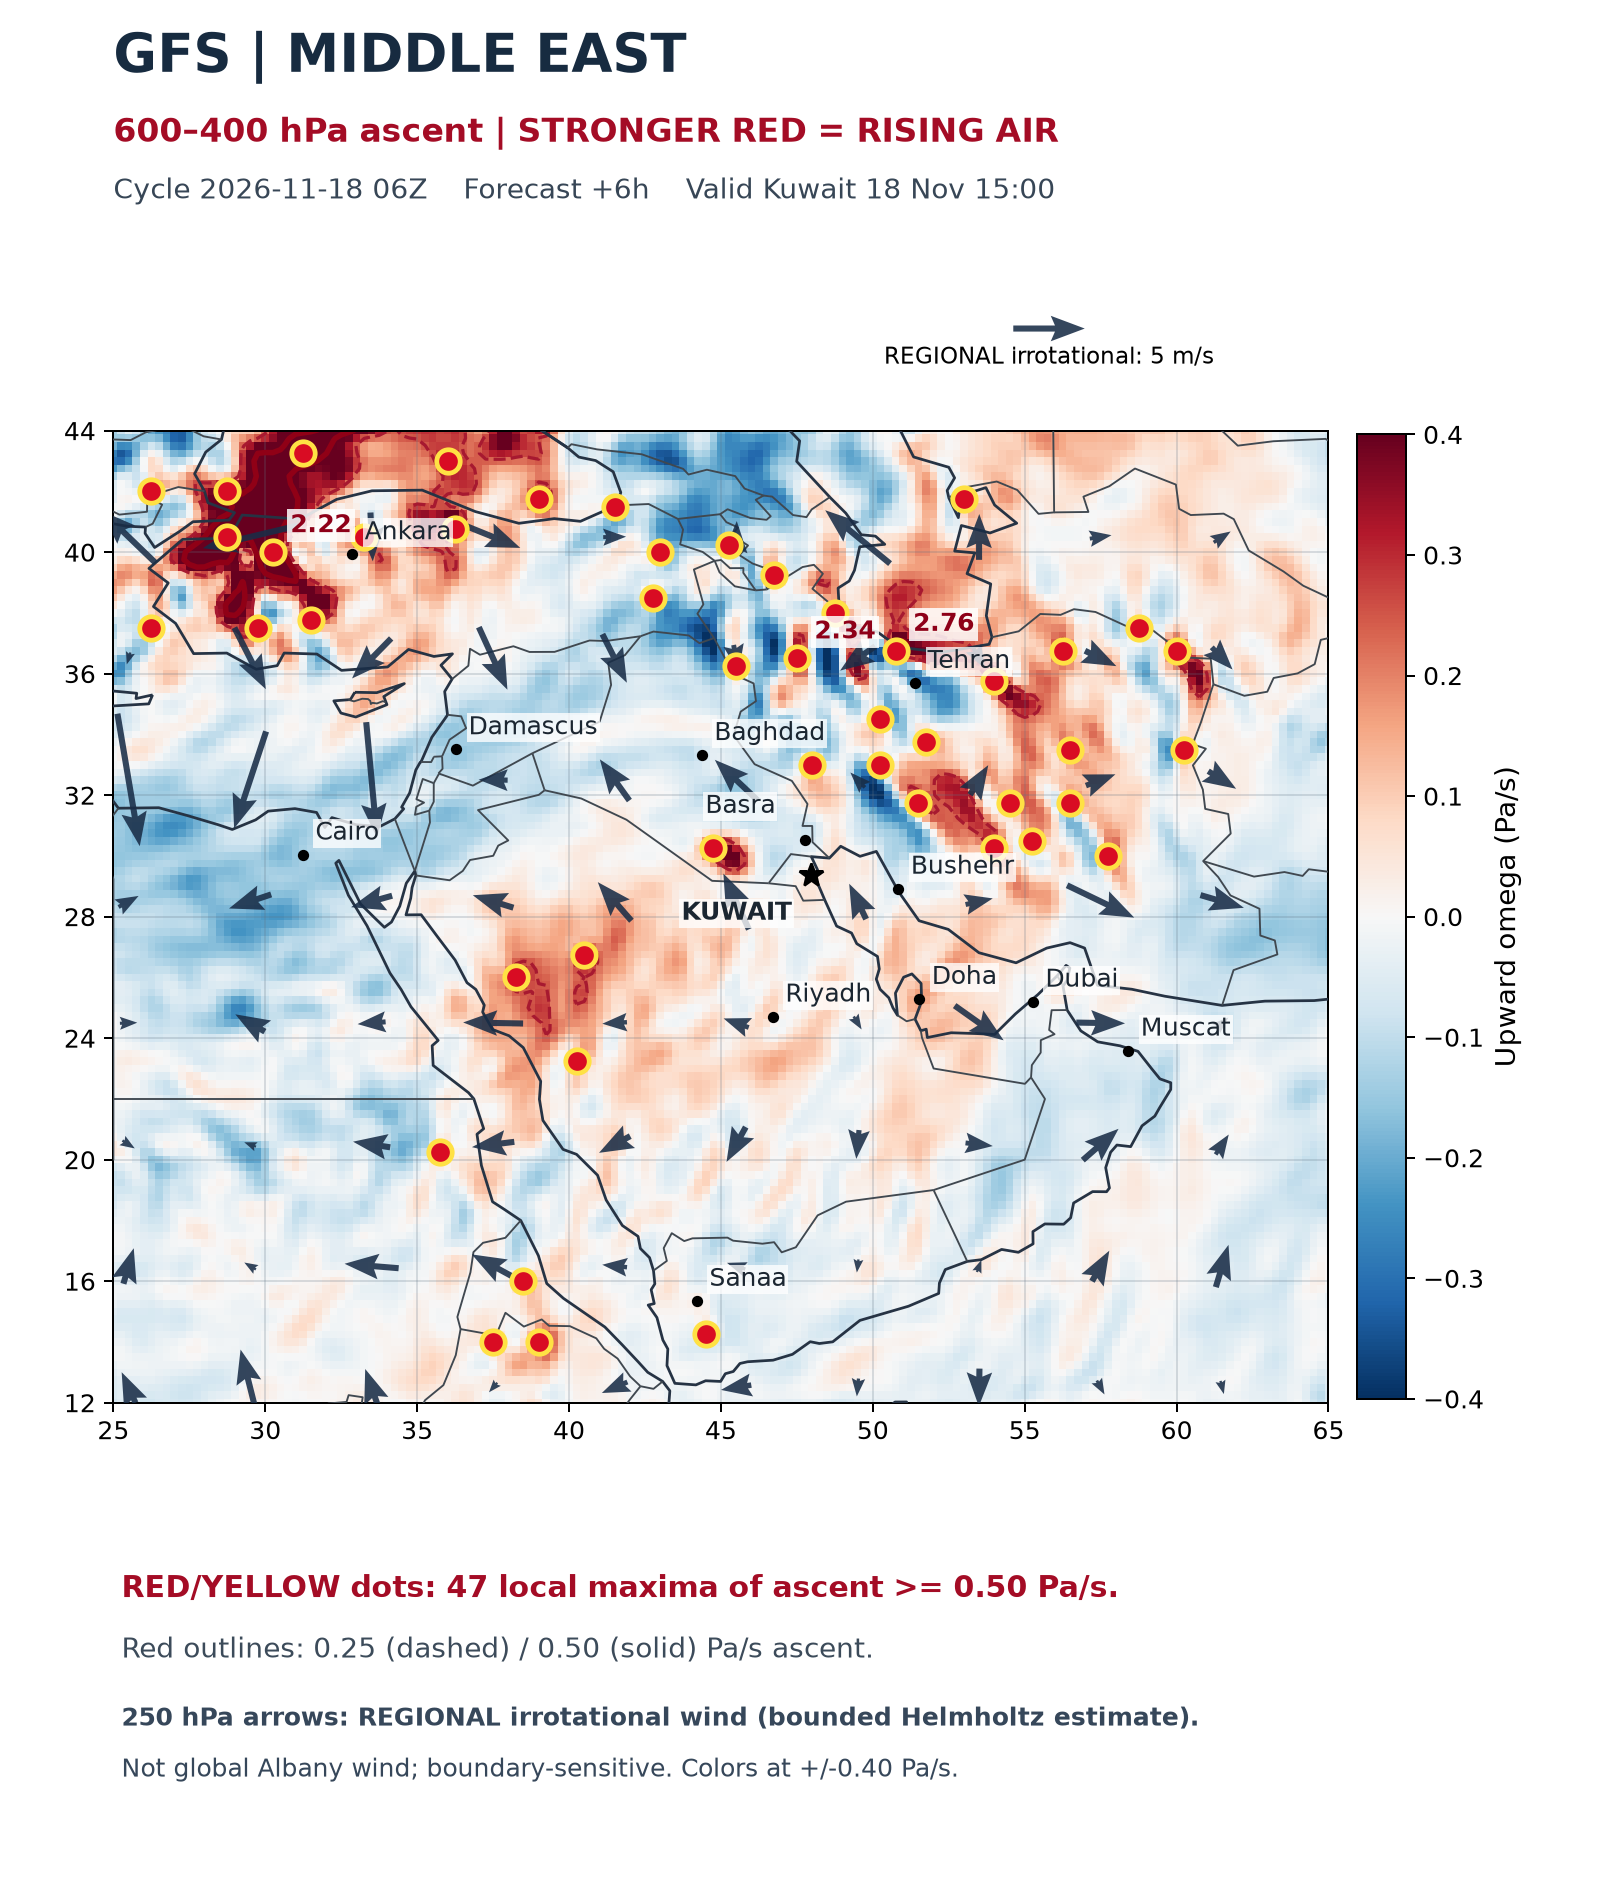 GFS | MIDDLE EAST
600–400 hPa ascent | STRONGER RED = RISING AIR
Cycle 2026-11-18 06Z    Forecast +6h    Valid Kuwait 18 Nov 15:00
REGIONAL irrotational: 5 m/s
44
40
36
32
28
24
20
16
12
25
30
35
40
45
50
55
60
65
2.22
Ankara
2.34
2.76
Tehran
Damascus
Baghdad
Basra
Cairo
Bushehr
KUWAIT
Riyadh
Doha
Dubai
Muscat
Sanaa
0.4
0.3
0.2
0.1
0.0
−0.1
−0.2
−0.3
−0.4
Upward omega (Pa/s)
RED/YELLOW dots: 47 local maxima of ascent >= 0.50 Pa/s.
Red outlines: 0.25 (dashed) / 0.50 (solid) Pa/s ascent.
250 hPa arrows: REGIONAL irrotational wind (bounded Helmholtz estimate).
Not global Albany wind; boundary-sensitive. Colors at +/-0.40 Pa/s.